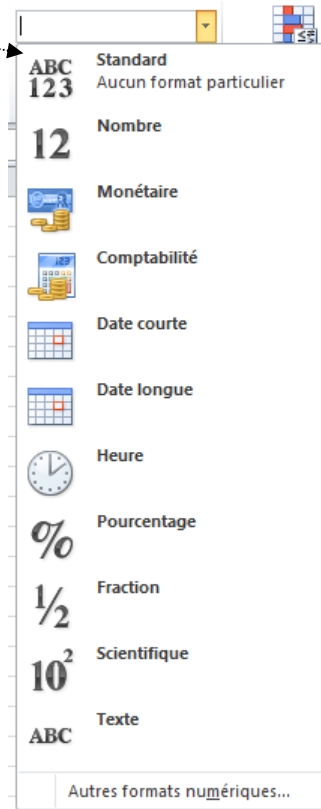 ABC
123
Standard
Aucun format particulier
12
Nombre
Monétaire
123
Comptabilité
Date courte
Date longue
Heure
%
Pourcentage
1/2
Fraction
10²
Scientifique
ABC
Texte
Autres formats numériques...